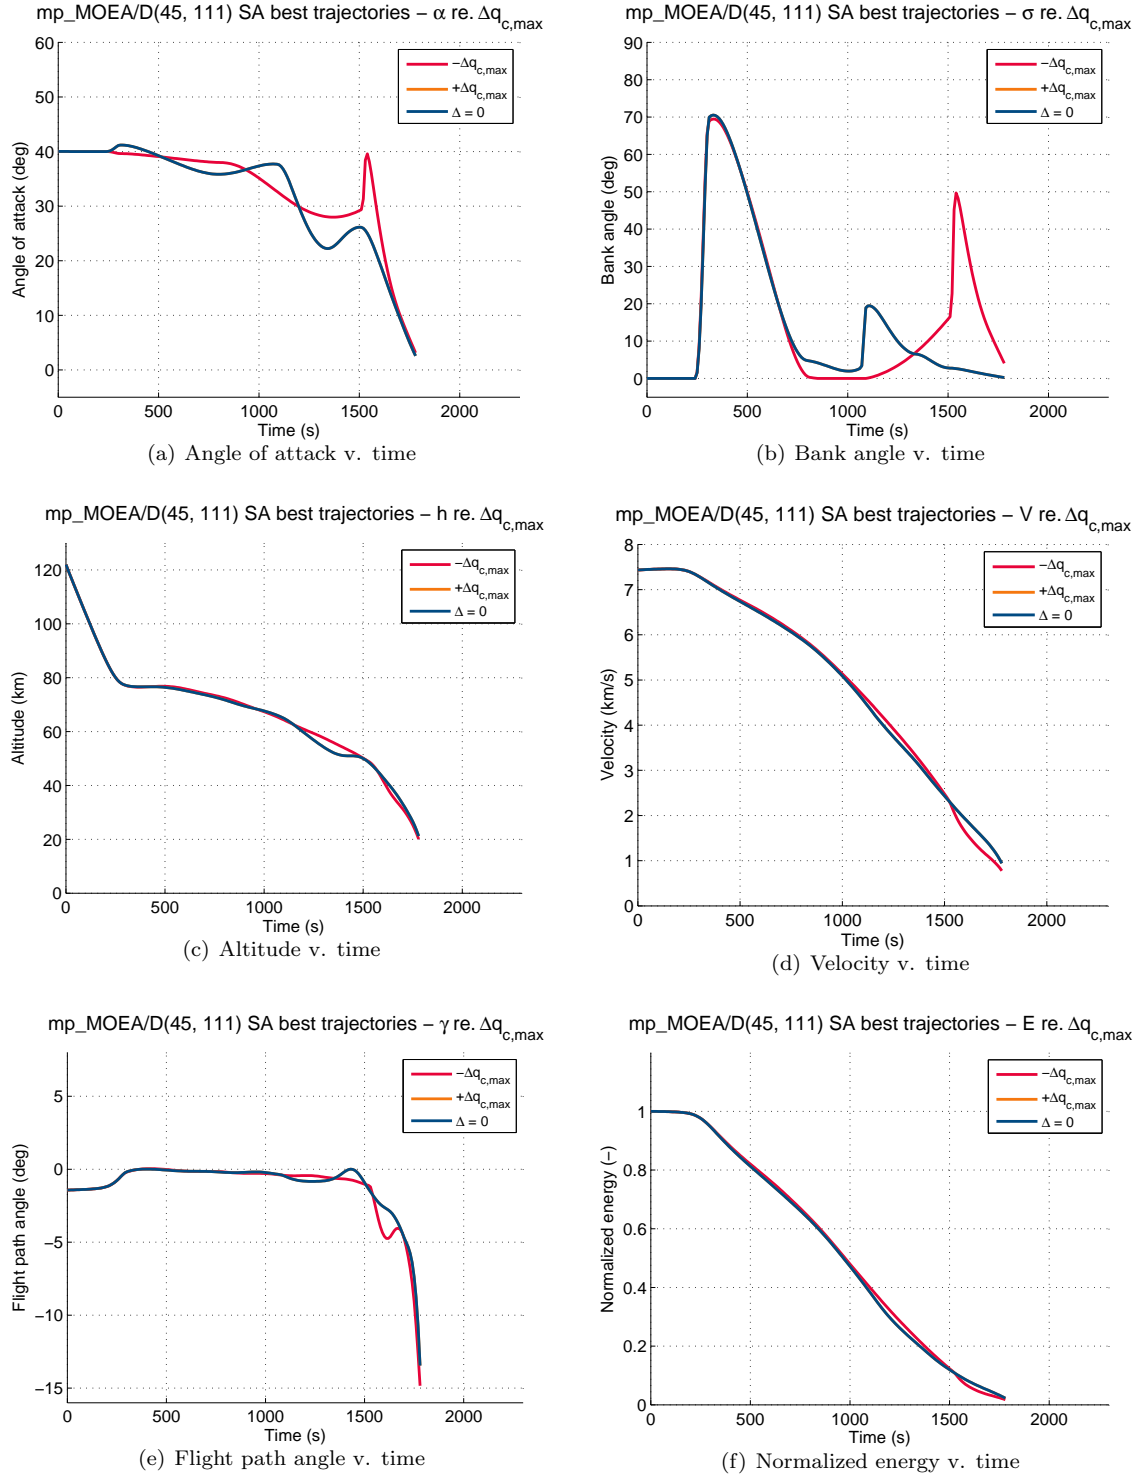 mp_MOEA/D(45, 111) SA best trajectories – α re. Δq_c,max
60
50
40
30
20
10
0
0 500 1000 1500 2000
Angle of attack (deg)
Time (s)
−Δq_c,max
+Δq_c,max
Δ = 0
(a) Angle of attack v. time
mp_MOEA/D(45, 111) SA best trajectories – σ re. Δq_c,max
90
80
70
60
50
40
30
20
10
0
0 500 1000 1500 2000
Bank angle (deg)
Time (s)
−Δq_c,max
+Δq_c,max
Δ = 0
(b) Bank angle v. time
mp_MOEA/D(45, 111) SA best trajectories – h re. Δq_c,max
120
100
80
60
40
20
0
0 500 1000 1500 2000
Altitude (km)
Time (s)
−Δq_c,max
+Δq_c,max
Δ = 0
(c) Altitude v. time
mp_MOEA/D(45, 111) SA best trajectories – V re. Δq_c,max
8
7
6
5
4
3
2
1
0
0 500 1000 1500 2000
Velocity (km/s)
Time (s)
−Δq_c,max
+Δq_c,max
Δ = 0
(d) Velocity v. time
mp_MOEA/D(45, 111) SA best trajectories – γ re. Δq_c,max
5
0
−5
−10
−15
0 500 1000 1500 2000
Flight path angle (deg)
Time (s)
−Δq_c,max
+Δq_c,max
Δ = 0
(e) Flight path angle v. time
mp_MOEA/D(45, 111) SA best trajectories – E re. Δq_c,max
1
0.8
0.6
0.4
0.2
0
0 500 1000 1500 2000
Normalized energy (−)
Time (s)
−Δq_c,max
+Δq_c,max
Δ = 0
(f) Normalized energy v. time